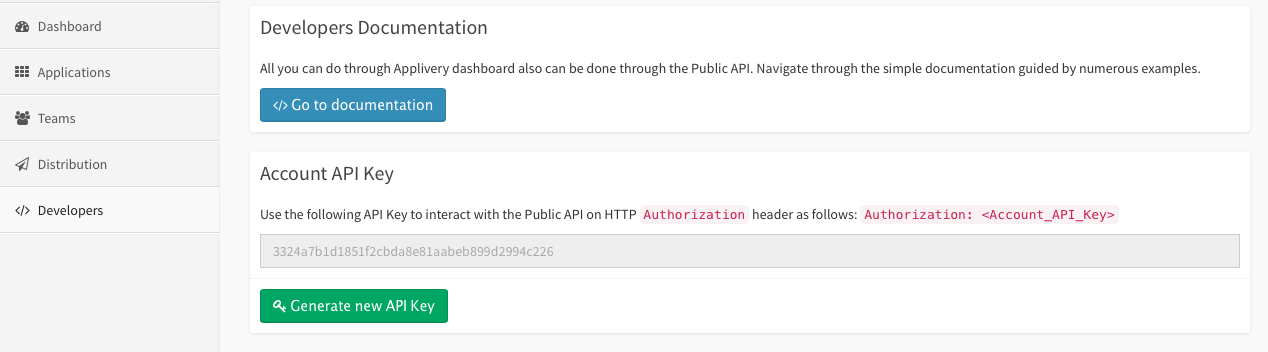 Dashboard
Applications
Teams
Distribution
</> Developers
Developers Documentation
All you can do through Applivery dashboard also can be done through the Public API. Navigate through the simple documentation guided by numerous examples.
</> Go to documentation
Account API Key
Use the following API Key to interact with the Public API on HTTP Authorization header as follows: Authorization: <Account_API_Key>
3324a7b1d1851f2cbda8e81aabeb899d2994c226
Generate new API Key